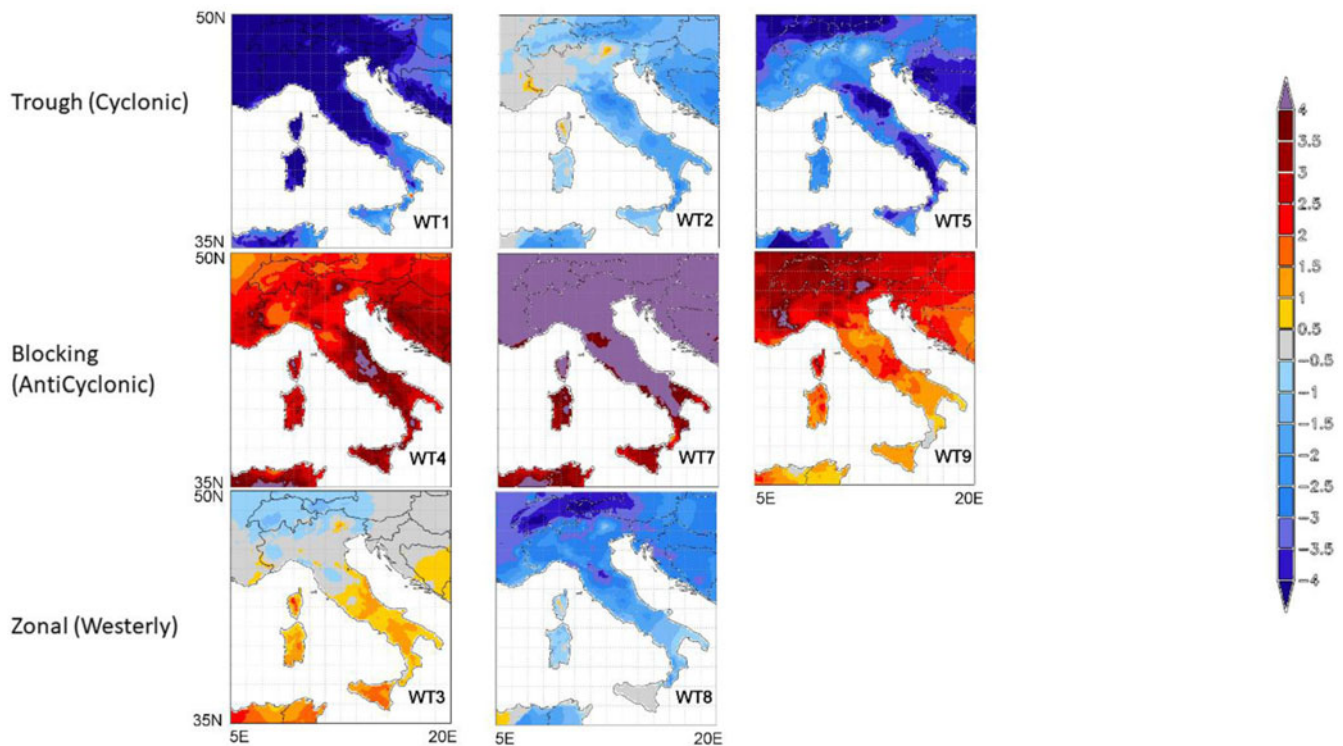 50N
Trough (Cyclonic)
WT1
WT2
WT5
35N
50N
Blocking
(AntiCyclonic)
WT4
WT7
WT9
35N
5E
20E
50N
Zonal (Westerly)
WT3
WT8
35N
5E
20E
5E
20E
4
3.5
3
2.5
2
1.5
1
0.5
-0.5
-1
-1.5
-2
-2.5
-3
-3.5
-4